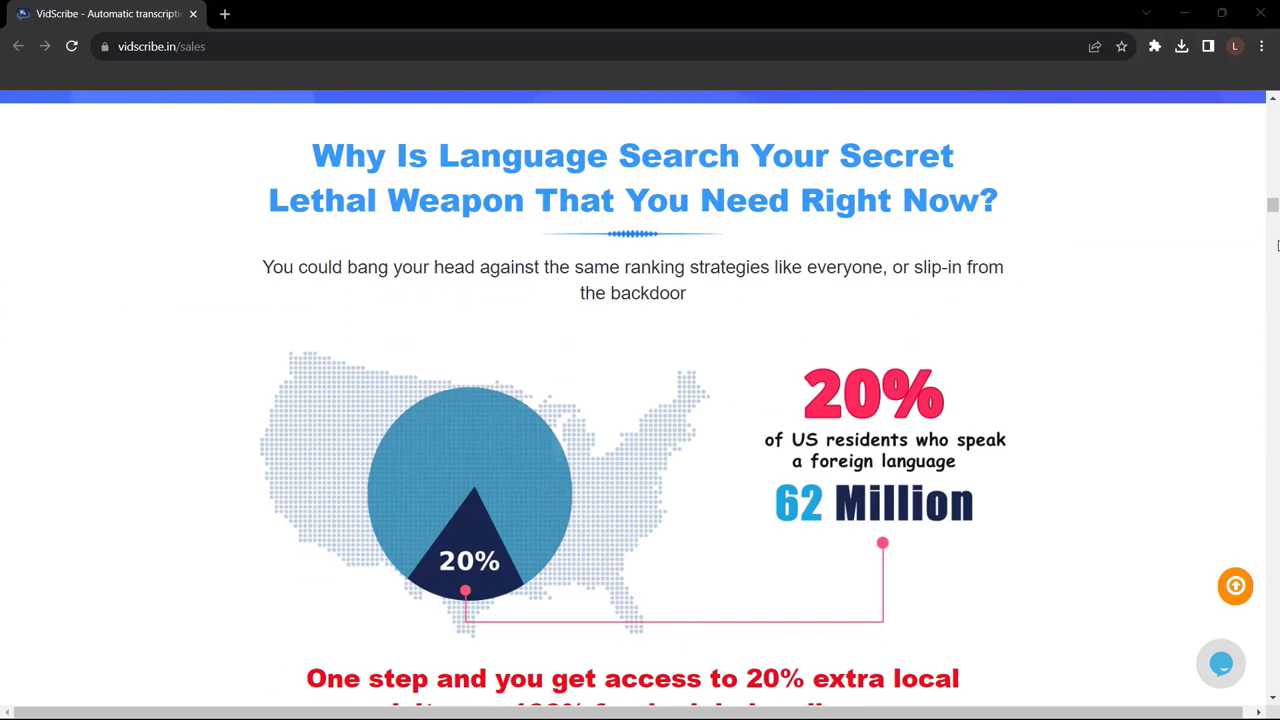 VidScribe - Automatic transcripti
vidscribe.in/sales
L
Why Is Language Search Your Secret
Lethal Weapon That You Need Right Now?
You could bang your head against the same ranking strategies like everyone, or slip-in from
the backdoor
20%
of US residents who speak
a foreign language
62 Million
20%
One step and you get access to 20% extra local